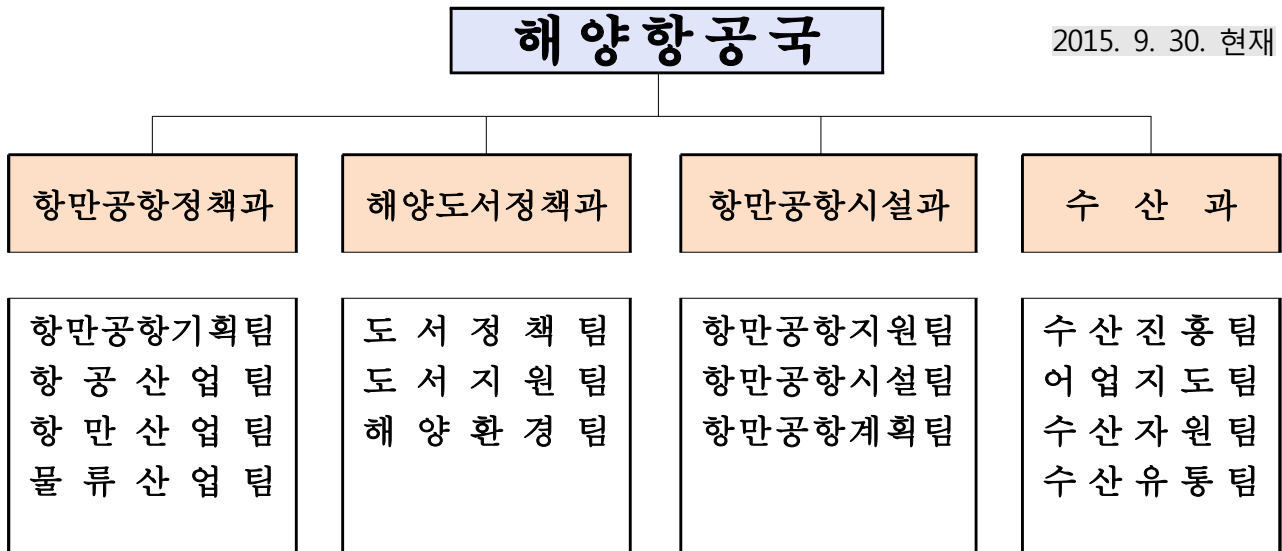 해양항공국
2015. 9. 30. 현재
항만공항정책과
해양도서정책과
항만공항시설과
수 산 과
항만공항기획팀
항 공 산 업 팀
항 만 산 업 팀
물 류 산 업 팀
도 서 정 책 팀
도 서 지 원 팀
해 양 환 경 팀
항만공항지원팀
항만공항시설팀
항만공항계획팀
수 산 진 흥 팀
어 업 지 도 팀
수 산 자 원 팀
수 산 유 통 팀